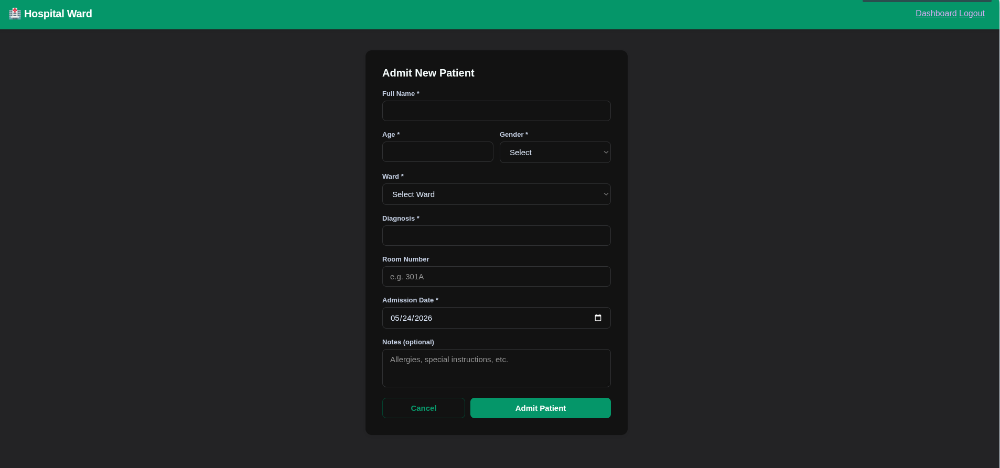 Hospital Ward
Dashboard Logout
Admit New Patient
Full Name *
Age * Gender *
Select
Ward *
Select Ward
Diagnosis *
Room Number
e.g. 301A
Admission Date *
05/24/2026
Notes (optional)
Allergies, special instructions, etc.
Cancel Admit Patient